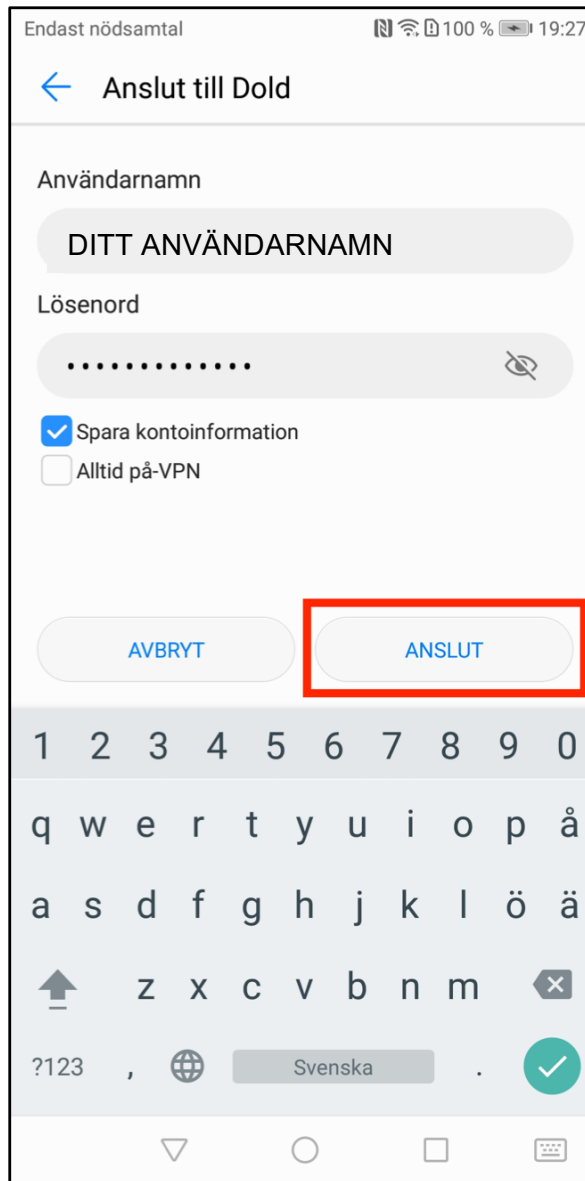 Endast nödsamtal 100 % 19:27
Anslut till Dold
Användarnamn
DITT ANVÄNDARNAMN
Lösenord
•••••••••••••
Spara kontoinformation
Alltid på-VPN
AVBRYT ANSLUT
1 2 3 4 5 6 7 8 9 0
q w e r t y u i o p å
a s d f g h j k l ö ä
z x c v b n m
?123 , Svenska .